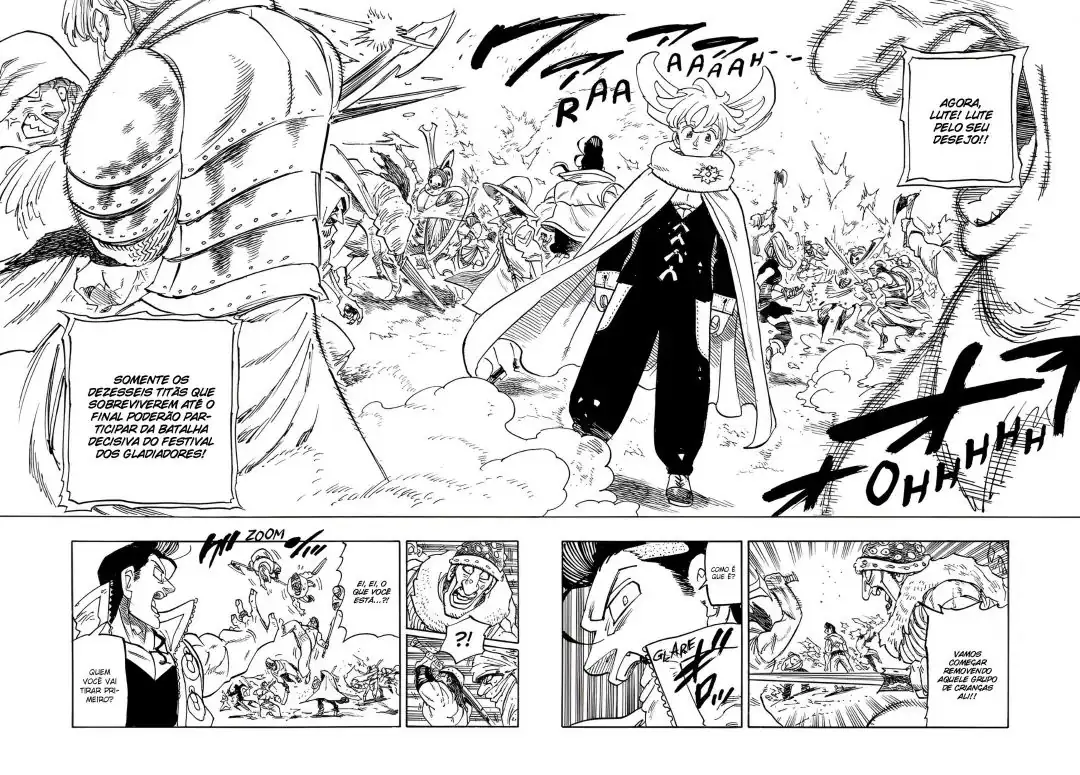 AGORA,
LUTE! LUTE
PELO SEU
DESEJO!!
RAA
AAAAH
OHHHHHH
SOMENTE OS
DEZESSEIS TITÃS QUE
SOBREVIVEREM ATÉ O
FINAL PODERÃO PAR-
TICIPAR DA BATALHA
DECISIVA DO FESTIVAL
DOS GLADIADORES!
VAMOS
COMEÇAR
REMOVENDO
AQUELE GRUPO
DE CRIANÇAS
ALI!!
COMO É
QUE É?
GLARE
?!
EI, EI, O
QUE VOCÊ
ESTÁ...?!
ZOOM
QUEM
VOCÊ VAI
TIRAR PRI-
MEIRO?